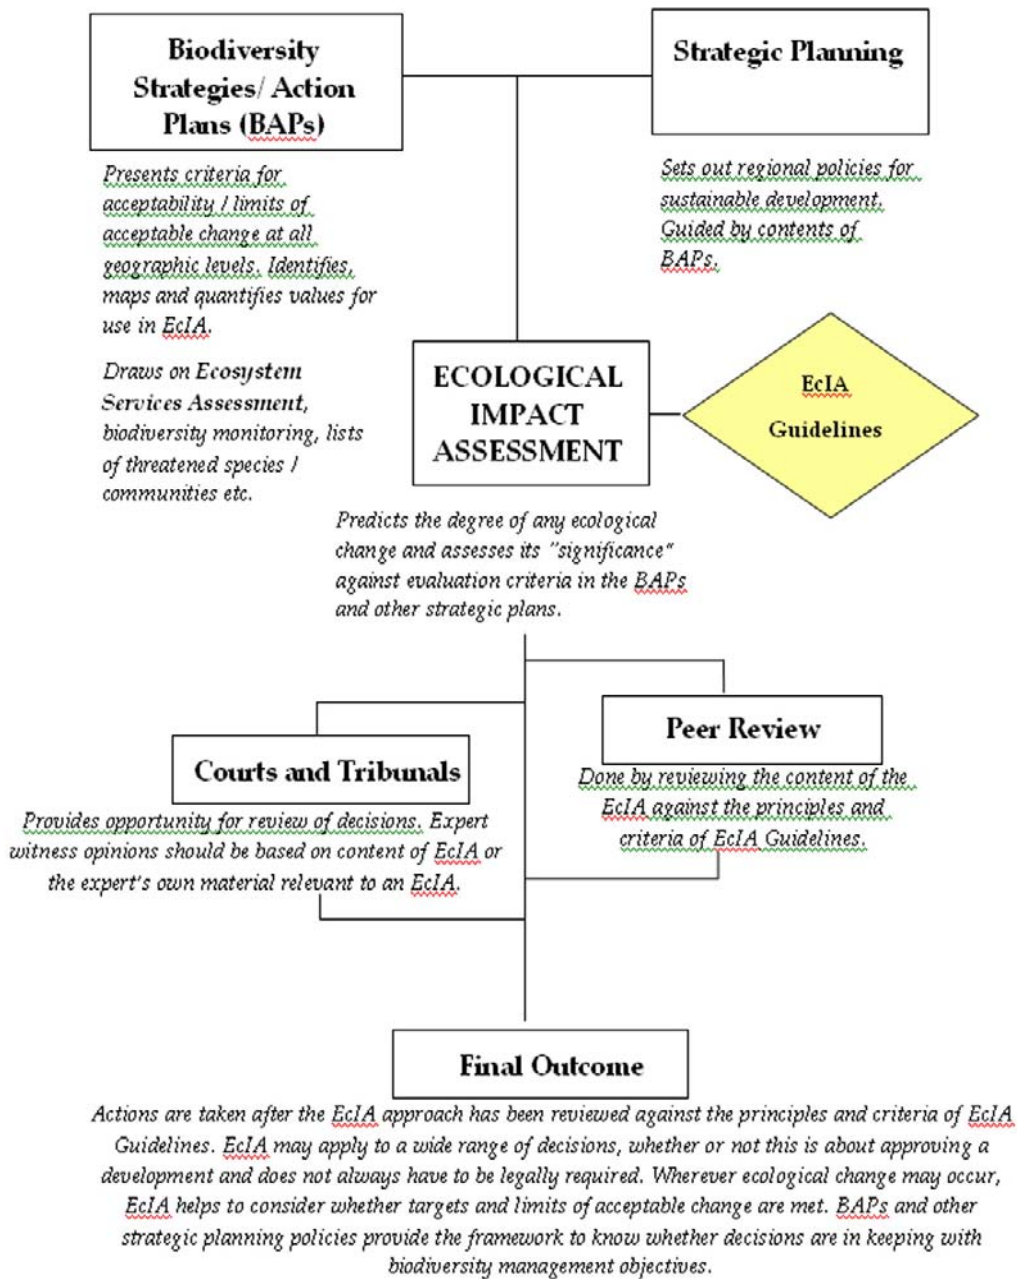 Biodiversity
Strategies/ Action
Plans (BAPs)
Strategic Planning
Presents criteria for
acceptability / limits of
acceptable change at all
geographic levels. Identifies,
maps and quantifies values for
use in EcIA.
Draws on Ecosystem
Services Assessment,
biodiversity monitoring, lists
of threatened species /
communities etc.
Sets out regional policies for
sustainable development.
Guided by contents of
BAPs.
ECOLOGICAL
IMPACT
ASSESSMENT
EcIA
Guidelines
Predicts the degree of any ecological
change and assesses its "significance"
against evaluation criteria in the BAPs
and other strategic plans.
Courts and Tribunals
Provides opportunity for review of decisions. Expert
witness opinions should be based on content of EcIA or
the expert's own material relevant to an EcIA.
Peer Review
Done by reviewing the content of the
EcIA against the principles and
criteria of EcIA Guidelines.
Final Outcome
Actions are taken after the EcIA approach has been reviewed against the principles and criteria of EcIA
Guidelines. EcIA may apply to a wide range of decisions, whether or not this is about approving a
development and does not always have to be legally required. Wherever ecological change may occur,
EcIA helps to consider whether targets and limits of acceptable change are met. BAPs and other
strategic planning policies provide the framework to know whether decisions are in keeping with
biodiversity management objectives.